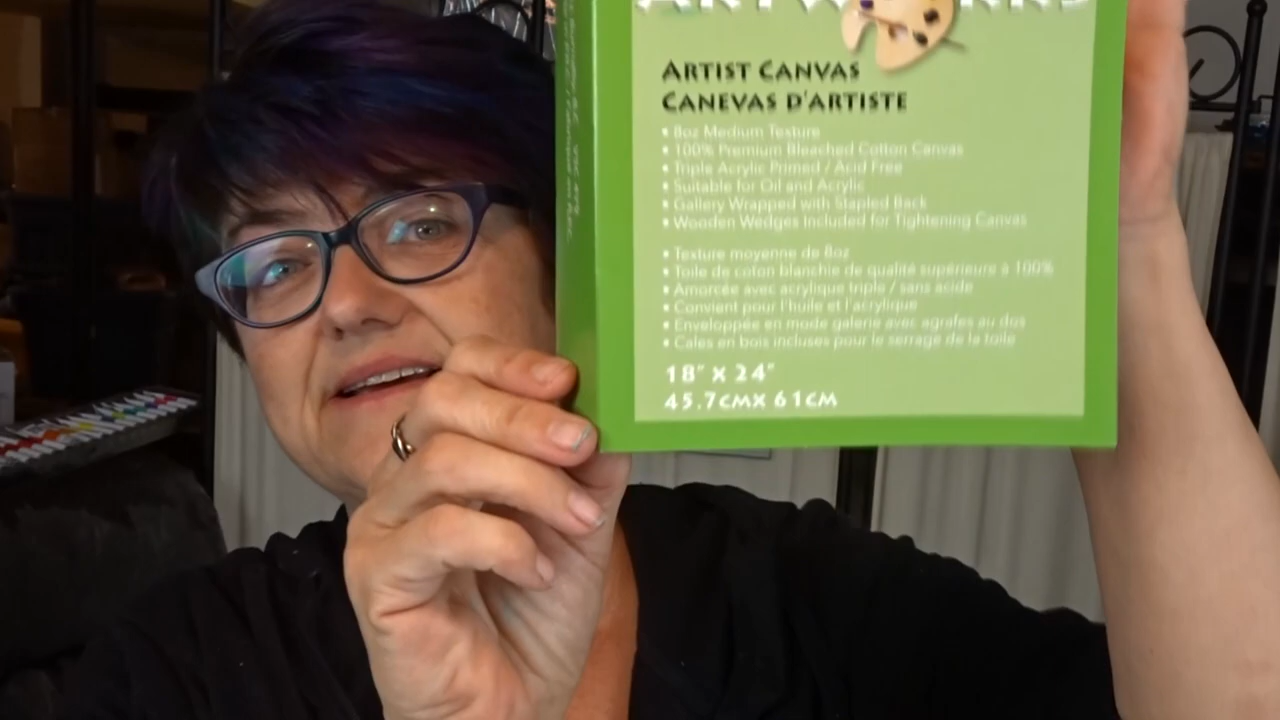 ARTWORKS
ARTIST CANVAS
CANEVAS D'ARTISTE
• 8oz Medium Texture
• 100% Premium Bleached Cotton Canvas
• Triple Acrylic Primed / Acid Free
• Suitable for Oil and Acrylic
• Gallery Wrapped with Stapled Back
• Wooden Wedges Included for Tightening Canvas
• Texture moyenne de 8oz
• Toile de coton blanchie de qualité supérieure à 100%
• Amorcée avec acrylique triple / sans acide
• Convient pour l'huile et l'acrylique
• Enveloppée en mode galerie avec agrafes au dos
• Cales en bois incluses pour le serrage de la toile
18" X 24"
45.7CMX 61CM